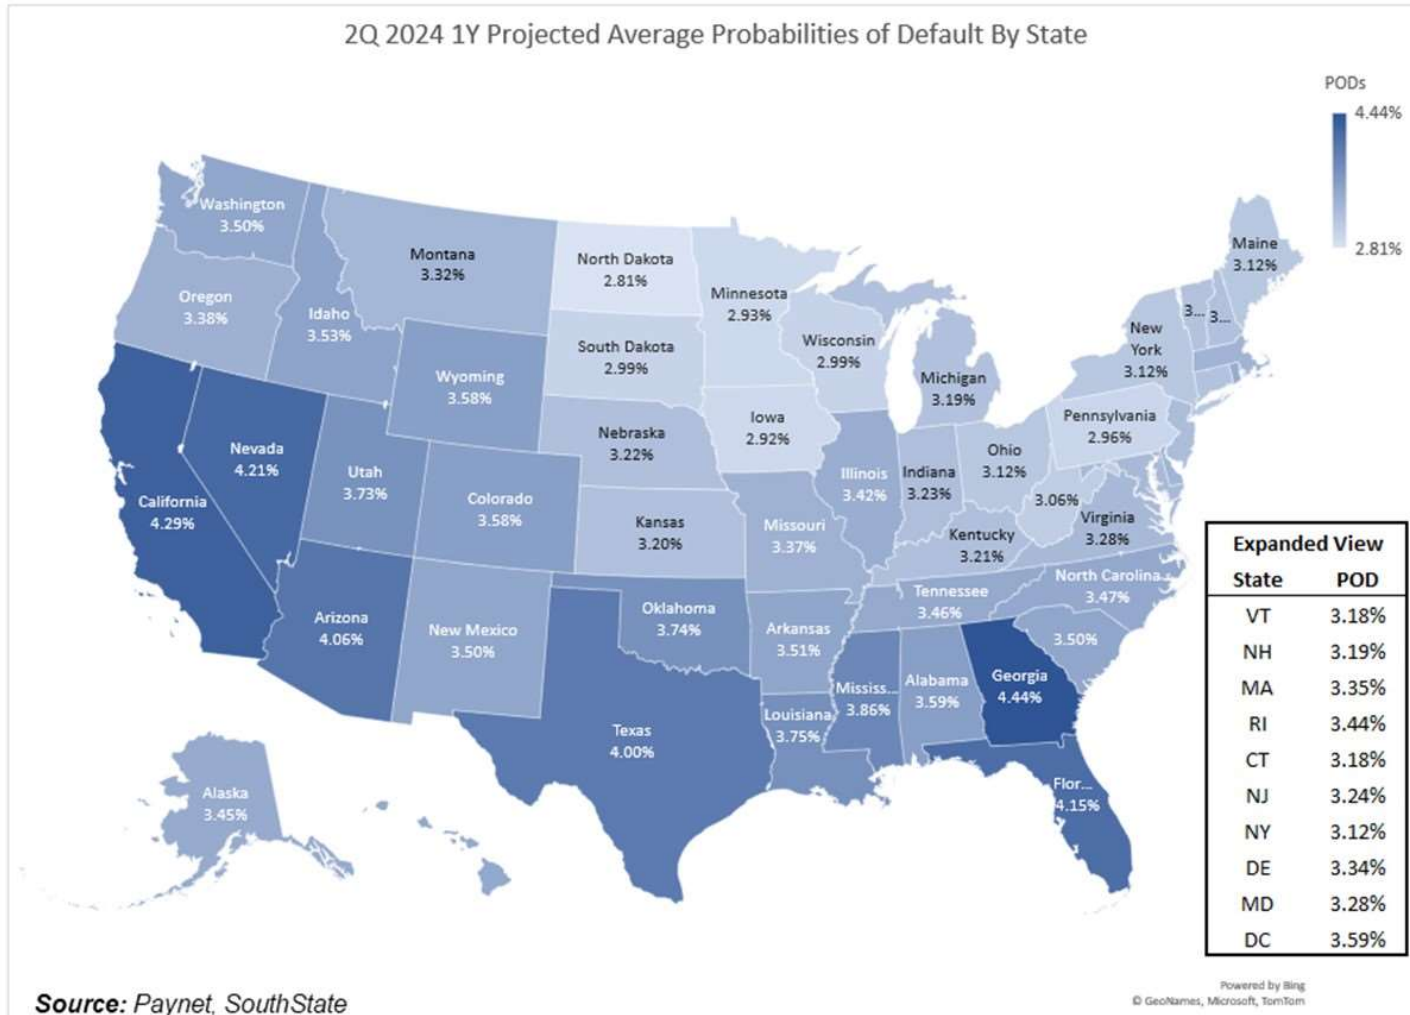 2Q 2024 1Y Projected Average Probabilities of Default By State
PODs
4.44%
2.81%
Washington
3.50%
Montana
3.32%
North Dakota
2.81%
Minnesota
2.93%
Maine
3.12%
Oregon
3.38%
Idaho
3.53%
South Dakota
2.99%
Wisconsin
2.99%
3...
3...
New
York
3.12%
Wyoming
3.58%
Michigan
3.19%
Iowa
2.92%
Pennsylvania
2.96%
Nebraska
3.22%
Nevada
4.21%
Utah
3.73%
Illinois
3.42%
Indiana
3.23%
Ohio
3.12%
California
4.29%
Colorado
3.58%
3.06%
Virginia
3.28%
Kansas
3.20%
Missouri
3.37%
Kentucky
3.21%
North Carolina
3.47%
Tennessee
3.46%
Arizona
4.06%
New Mexico
3.50%
Oklahoma
3.74%
Arkansas
3.51%
3.50%
Mississ...
3.86%
Alabama
3.59%
Georgia
4.44%
Louisiana
3.75%
Texas
4.00%
Flor...
4.15%
Alaska
3.45%
Expanded View
State POD
VT 3.18%
NH 3.19%
MA 3.35%
RI 3.44%
CT 3.18%
NJ 3.24%
NY 3.12%
DE 3.34%
MD 3.28%
DC 3.59%
Source: Paynet, SouthState
Powered by Bing
© GeoNames, Microsoft, TomTom